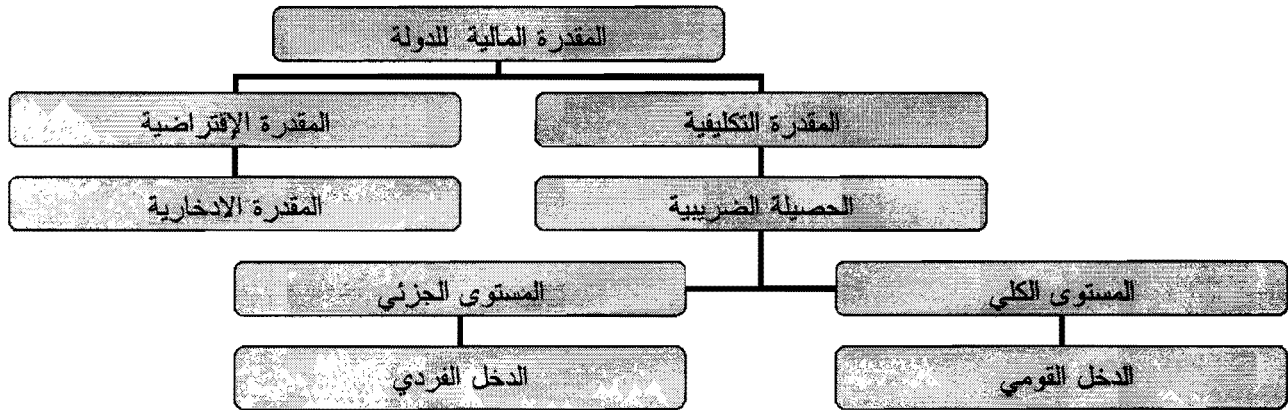 المقدرة المالية للدولة
المقدرة التكليفية
المقدرة الإقتراضية
الحصيلة الضريبية
المقدرة الادخارية
المستوى الكلي
المستوى الجزئي
الدخل القومي
الدخل الفردي